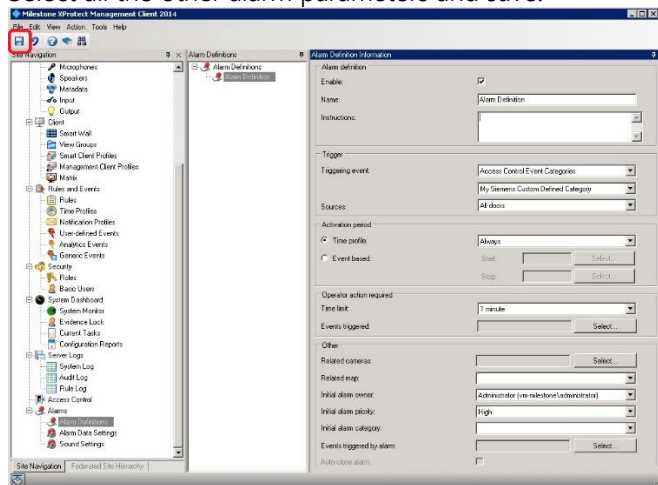 Select all the other alarm parameters and save.
Milestone XProtect Management Client 2014
File Edit View Action Tools Help
Site Navigation
Microphones
Speakers
Metadata
Input
Output
Client
Smart Wall
View Groups
Smart Client Profiles
Management Client Profiles
Matrix
Rules and Events
Rules
Time Profiles
Notification Profiles
User-defined Events
Analytics Events
Generic Events
Security
Roles
Basic Users
System Dashboard
System Monitor
Evidence Lock
Current Tasks
Configuration Reports
Server Logs
System Log
Audit Log
Rule Log
Access Control
Alarms
Alarm Definitions
Alarm Data Settings
Sound Settings
Site Navigation Federated Site Hierarchy
Alarm Definitions
Alarm Definitions
Alarm Definition
Alarm Definition Information
Alarm definition
Enable:
Name: Alarm Definition
Instructions:
Trigger
Triggering event: Access Control Event Categories
My Siemens Custom Defined Category
Sources: All doors
Activation period
Time profile: Always
Event based: Start: Select...
Stop: Select...
Operator action required
Time limit: 1 minute
Events triggered: Select...
Other
Related cameras: Select...
Related map:
Initial alarm owner: Administrator (vm-milestone\administrator)
Initial alarm priority: High
Initial alarm category:
Events triggered by alarm: Select...
Auto-close alarm: